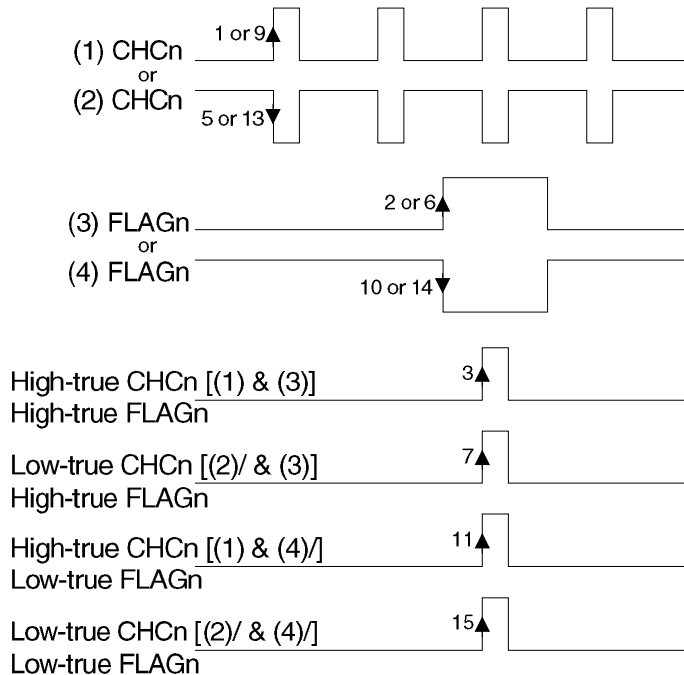 1 or 9
(1) CHCn
or
(2) CHCn
5 or 13
2 or 6
(3) FLAGn
or
(4) FLAGn
10 or 14
3
High-true CHCn [(1) & (3)]
High-true FLAGn
7
Low-true CHCn [(2)/ & (3)]
High-true FLAGn
11
High-true CHCn [(1) & (4)/]
Low-true FLAGn
15
Low-true CHCn [(2)/ & (4)/]
Low-true FLAGn